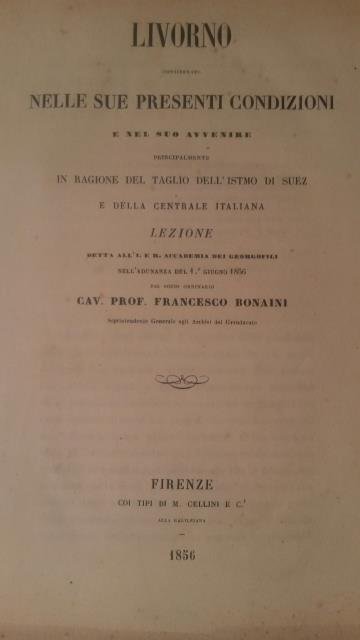 LIVORNO
CONSIDERATO
NELLE SUE PRESENTI CONDIZIONI
E NEL SUO AVVENIRE
PRINCIPALMENTE
IN RAGIONE DEL TAGLIO DELL'ISTMO DI SUEZ
E DELLA CENTRALE ITALIANA
LEZIONE
DETTA ALL'I. E R. ACCADEMIA DEI GEORGOFILI
NELL'ADUNANZA DEL 1.º GIUGNO 1856
DAL SOCIO ORDINARIO
CAV. PROF. FRANCESCO BONAINI
Soprintendente Generale agli Archivi del Granducato
FIRENZE
COI TIPI DI M. CELLINI E C.i
ALLA GALILEIANA
—
1856